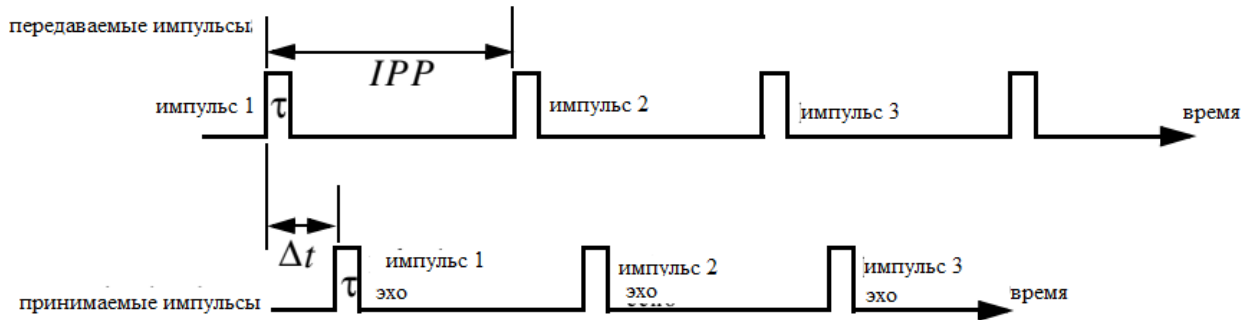 передаваемые импульсы
IPP
импульс 1
τ
импульс 2
импульс 3
время
Δt
τ
импульс 1
эхо
импульс 2
эхо
импульс 3
эхо
принимаемые импульсы
время